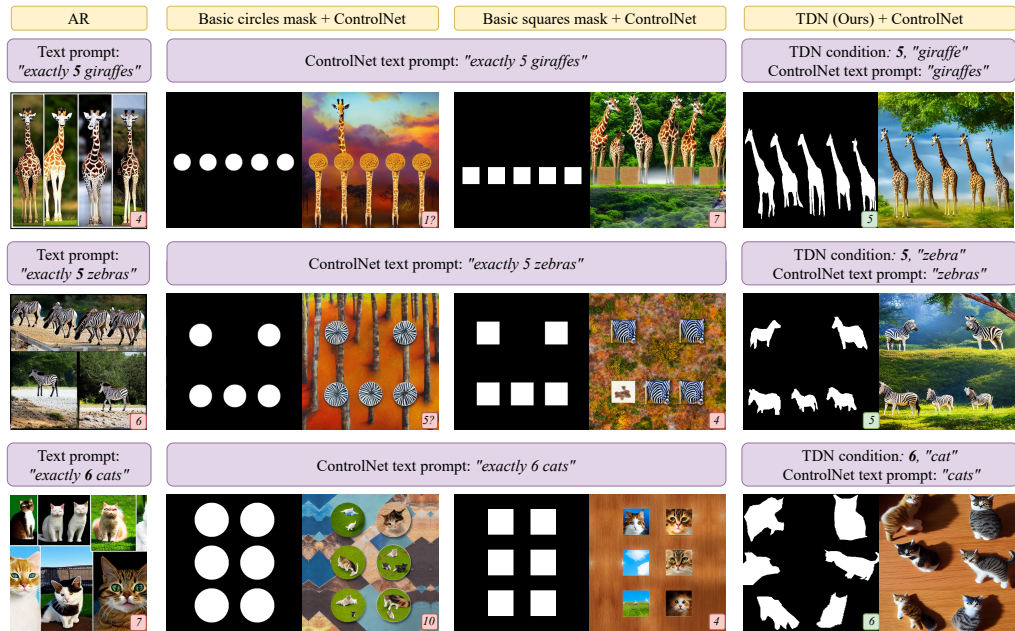 AR
Basic circles mask + ControlNet
Basic squares mask + ControlNet
TDN (Ours) + ControlNet
Text prompt:
"exactly 5 giraffes"
ControlNet text prompt: "exactly 5 giraffes"
TDN condition: 5, "giraffe"
ControlNet text prompt: "giraffes"
4
1?
7
5
Text prompt:
"exactly 5 zebras"
ControlNet text prompt: "exactly 5 zebras"
TDN condition: 5, "zebra"
ControlNet text prompt: "zebras"
6
5?
4
5
Text prompt:
"exactly 6 cats"
ControlNet text prompt: "exactly 6 cats"
TDN condition: 6, "cat"
ControlNet text prompt: "cats"
7
10
4
6